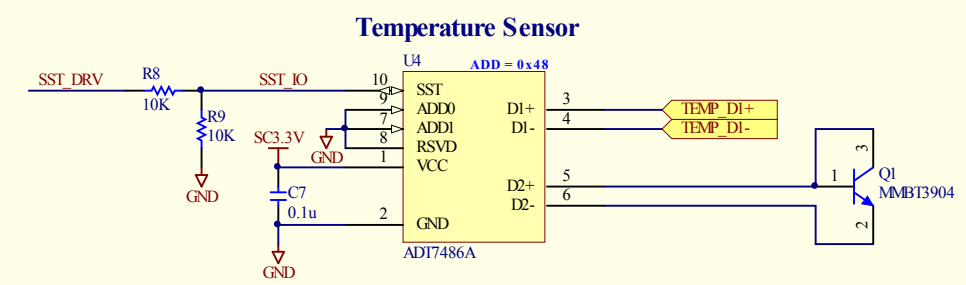 Temperature Sensor
U4
ADD = 0x48
SST_DRV
R8
10K
SST_IO
R9
10K
GND
10
SST
9
ADD0
7
ADD1
8
RSVD
GND
SC3.3V
1
VCC
C7
0.1u
2
GND
GND
ADT7486A
D1+
3
TEMP_D1+
D1-
4
TEMP_D1-
D2+
5
D2-
6
3
1
2
Q1
MMBT3904